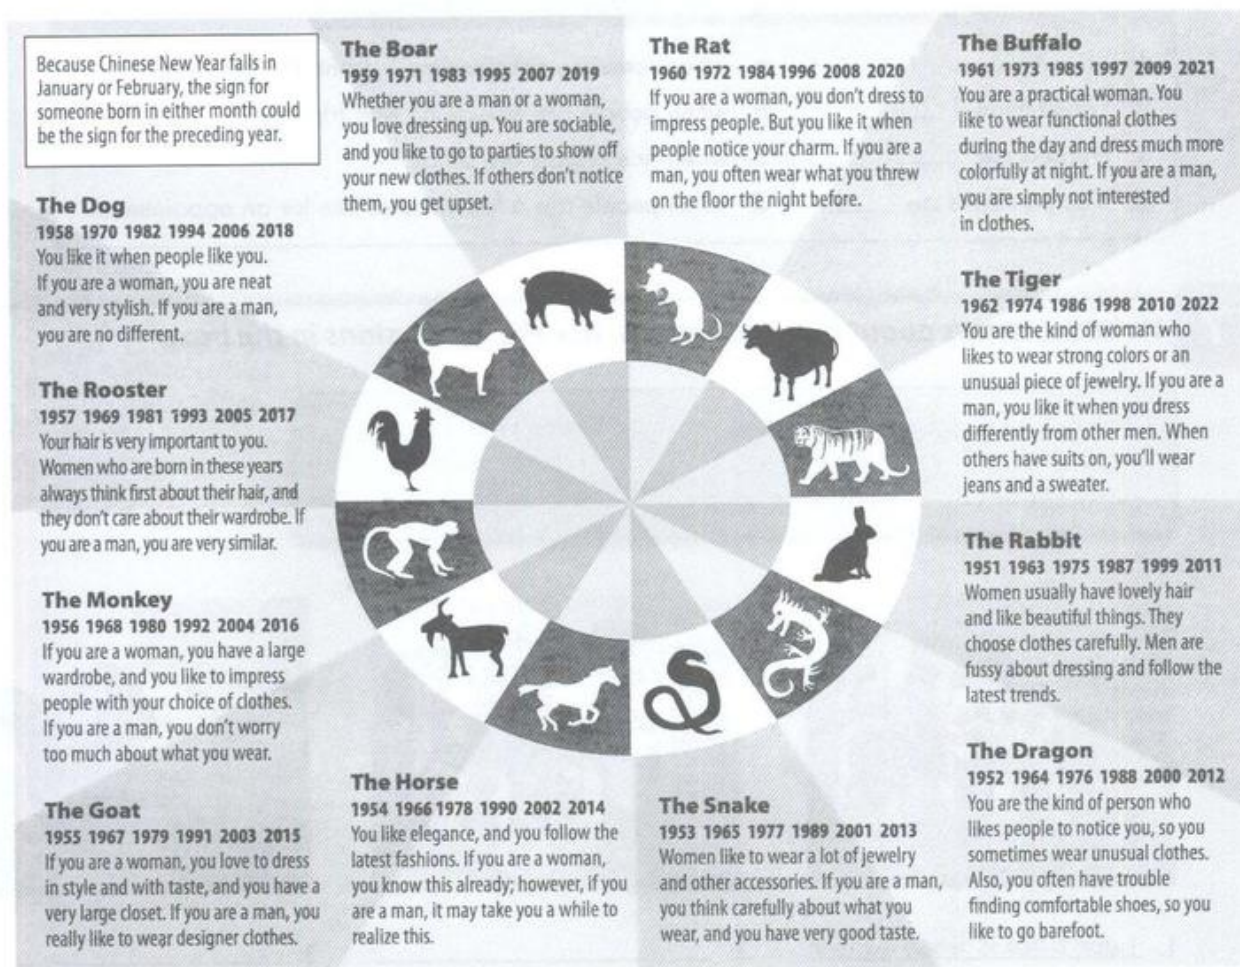 Because Chinese New Year falls in
January or February, the sign for
someone born in either month could
be the sign for the preceding year.
The Boar
1959 1971 1983 1995 2007 2019
Whether you are a man or a woman,
you love dressing up. You are sociable,
and you like to go to parties to show off
your new clothes. If others don't notice
them, you get upset.
The Rat
1960 1972 1984 1996 2008 2020
If you are a woman, you don't dress to
impress people. But you like it when
people notice your charm. If you are a
man, you often wear what you threw
on the floor the night before.
The Buffalo
1961 1973 1985 1997 2009 2021
You are a practical woman. You
like to wear functional clothes
during the day and dress much more
colorfully at night. If you are a man,
you are simply not interested
in clothes.
The Dog
1958 1970 1982 1994 2006 2018
You like it when people like you.
If you are a woman, you are neat
and very stylish. If you are a man,
you are no different.
The Tiger
1962 1974 1986 1998 2010 2022
You are the kind of woman who
likes to wear strong colors or an
unusual piece of jewelry. If you are a
man, you like it when you dress
differently from other men. When
others have suits on, you'll wear
jeans and a sweater.
The Rooster
1957 1969 1981 1993 2005 2017
Your hair is very important to you.
Women who are born in these years
always think first about their hair, and
they don't care about their wardrobe. If
you are a man, you are very similar.
The Rabbit
1951 1963 1975 1987 1999 2011
Women usually have lovely hair
and like beautiful things. They
choose clothes carefully. Men are
fussy about dressing and follow the
latest trends.
The Monkey
1956 1968 1980 1992 2004 2016
If you are a woman, you have a large
wardrobe, and you like to impress
people with your choice of clothes.
If you are a man, you don't worry
too much about what you wear.
The Dragon
1952 1964 1976 1988 2000 2012
You are the kind of person who
likes people to notice you, so you
sometimes wear unusual clothes.
Also, you often have trouble
finding comfortable shoes, so you
like to go barefoot.
The Goat
1955 1967 1979 1991 2003 2015
If you are a woman, you love to dress
in style and with taste, and you have a
very large closet. If you are a man, you
really like to wear designer clothes.
The Horse
1954 1966 1978 1990 2002 2014
You like elegance, and you follow the
latest fashions. If you are a woman,
you know this already; however, if you
are a man, it may take you a while to
realize this.
The Snake
1953 1965 1977 1989 2001 2013
Women like to wear a lot of jewelry
and other accessories. If you are a man,
you think carefully about what you
wear, and you have very good taste.